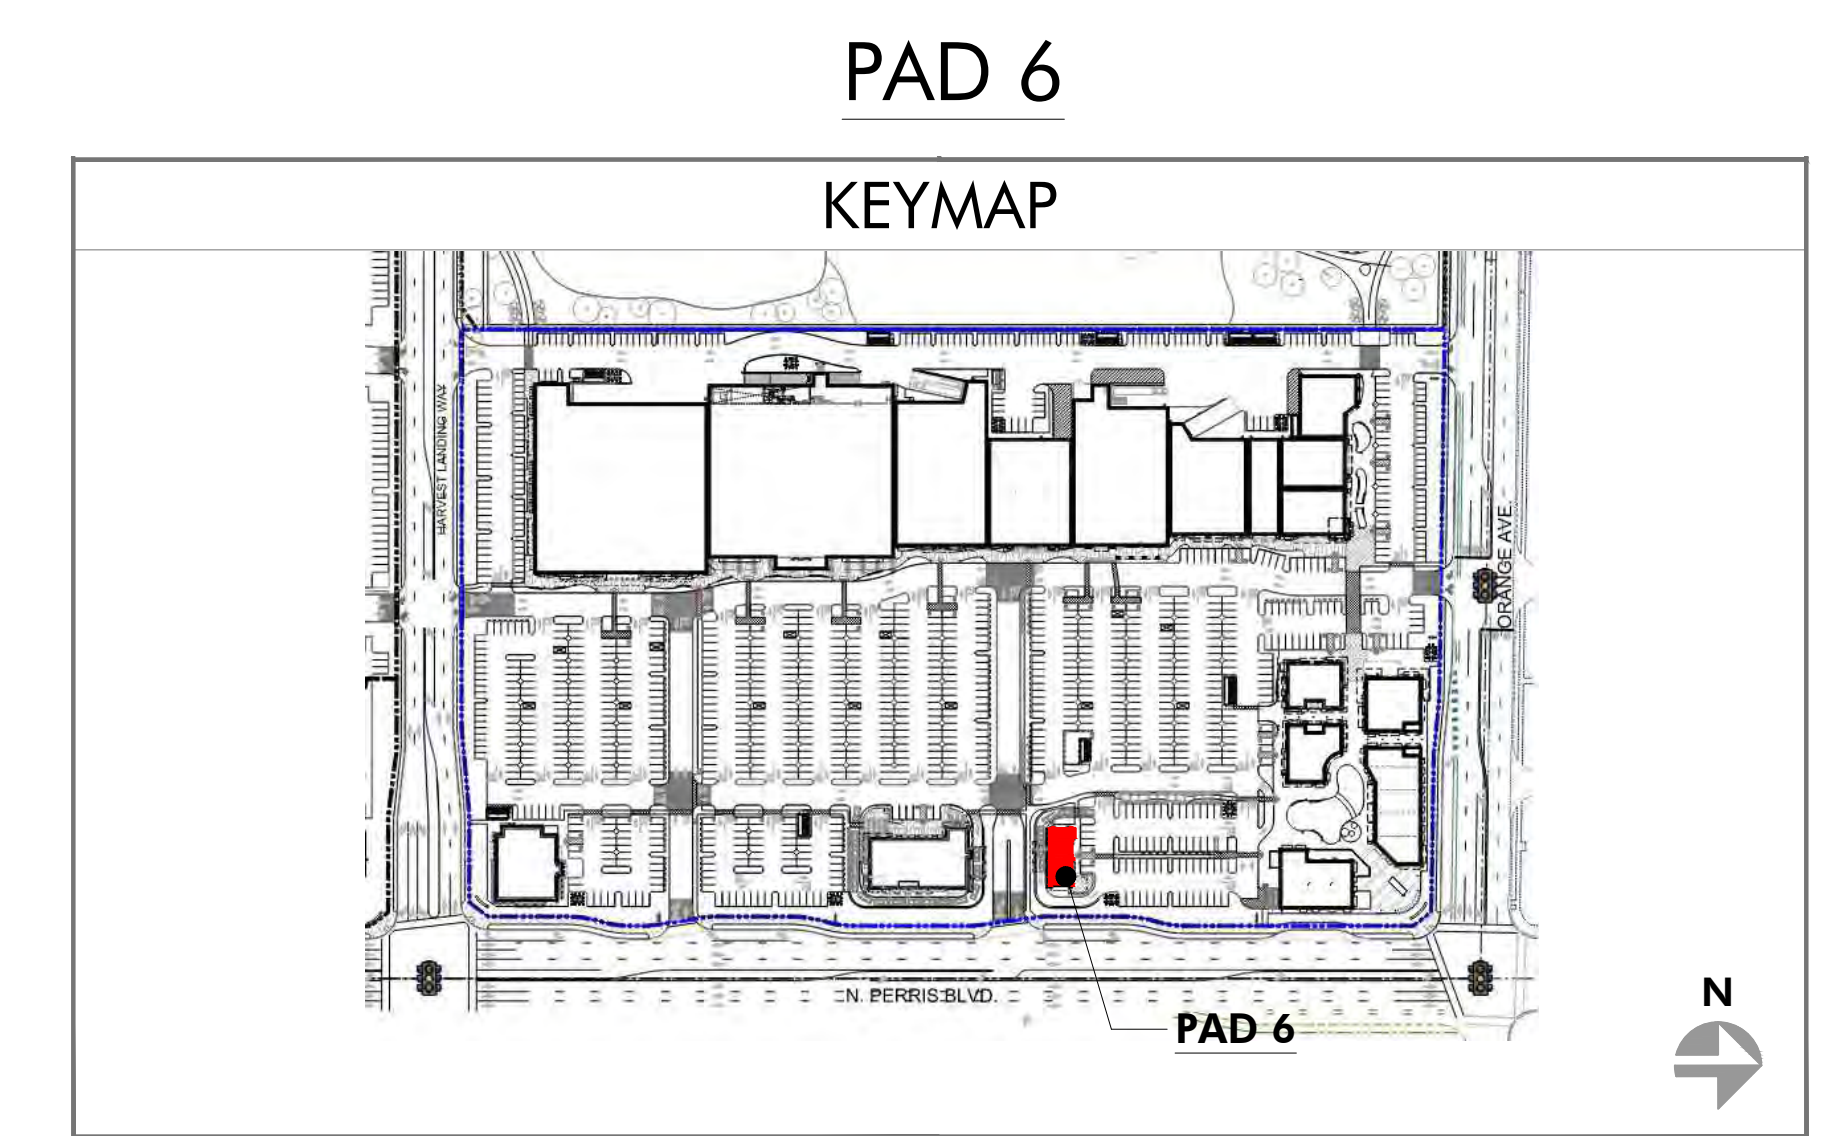 PAD 6
KEYMAP
HARVEST LANDING WAY
ORANGE AVE.
N. PERRIS BLVD.
PAD 6
N